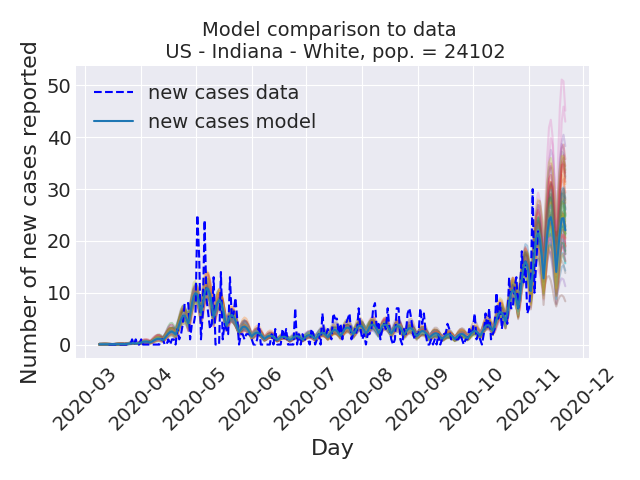 Model comparison to data
US - Indiana - White, pop. = 24102
Number of new cases reported
50
40
30
20
10
0
new cases data
new cases model
2020-03
2020-04
2020-05
2020-06
2020-07
2020-08
2020-09
2020-10
2020-11
2020-12
Day